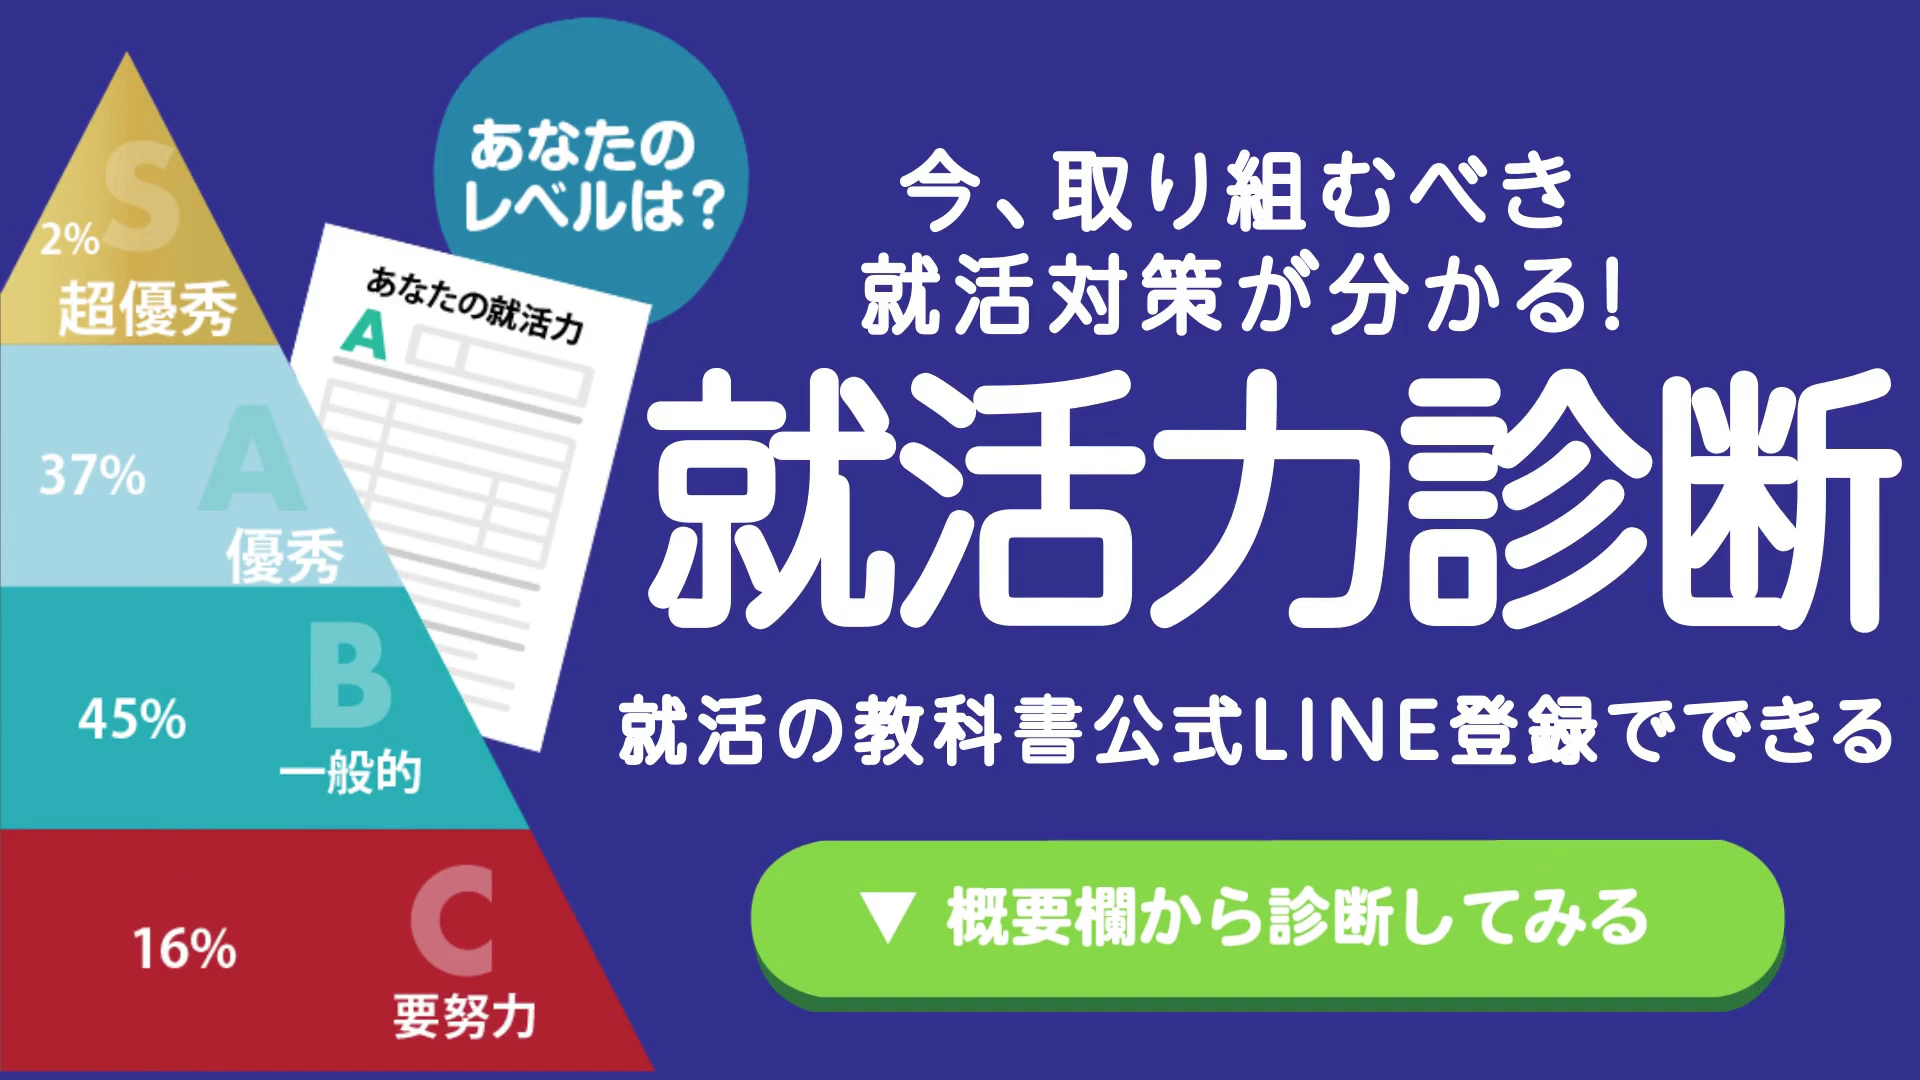 あなたの
レベルは?
今、取り組むべき
就活対策が分かる!
就活力診断
就活の教科書公式LINE登録でできる
▼ 概要欄から診断してみる
あなたの就活力
A
S
2%
超優秀
A
37%
優秀
B
45%
一般的
C
16%
要努力